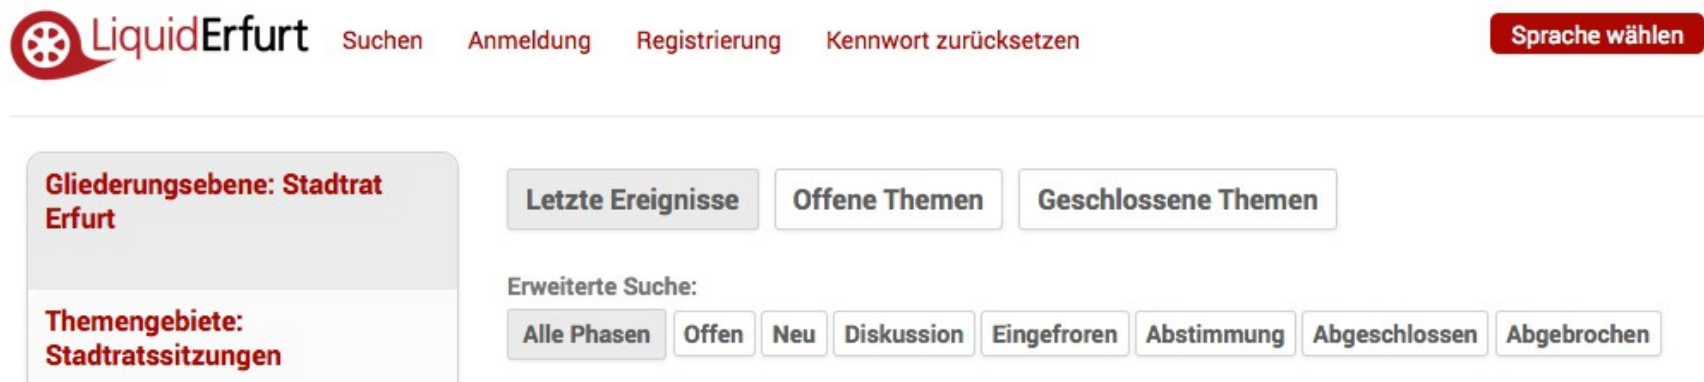 LiquidErfurt Suchen Anmeldung Registrierung Kennwort zurücksetzen Sprache wählen
Gliederungsebene: Stadtrat
Erfurt
Letzte Ereignisse Offene Themen Geschlossene Themen
Erweiterte Suche:
Alle Phasen Offen Neu Diskussion Eingefroren Abstimmung Abgeschlossen Abgebrochen
Themengebiete:
Stadtratssitzungen